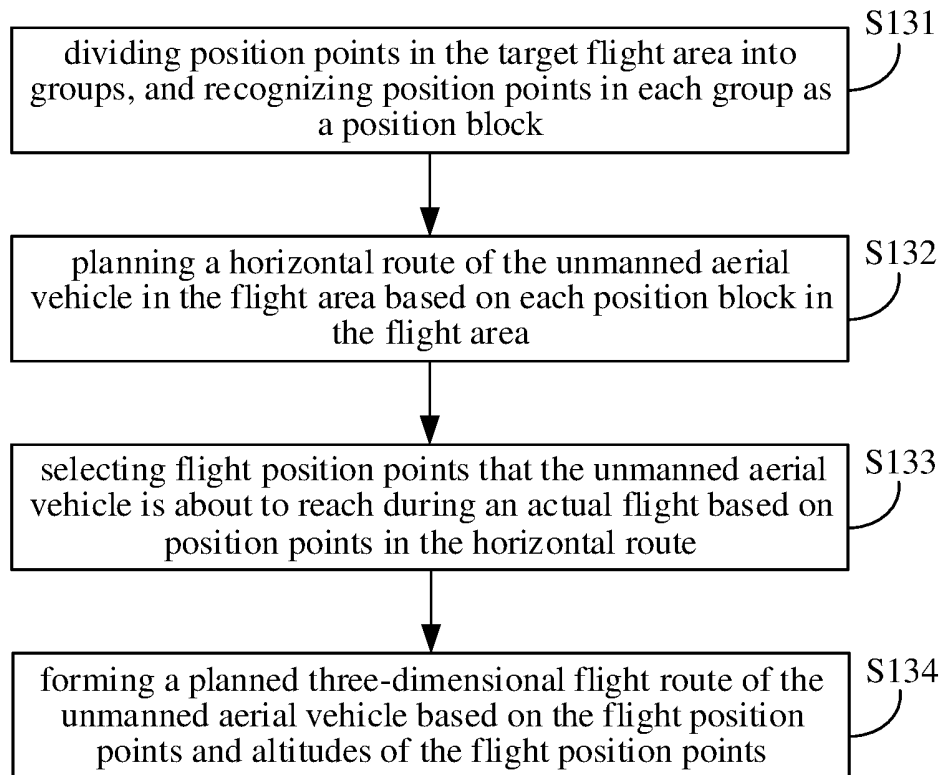 S131
dividing position points in the target flight area into
groups, and recognizing position points in each group as
a position block
S132
planning a horizontal route of the unmanned aerial
vehicle in the flight area based on each position block in
the flight area
S133
selecting flight position points that the unmanned aerial
vehicle is about to reach during an actual flight based on
position points in the horizontal route
S134
forming a planned three-dimensional flight route of the
unmanned aerial vehicle based on the flight position
points and altitudes of the flight position points